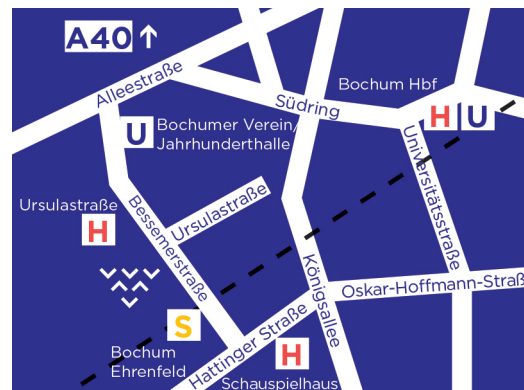 A40
Alleestraße
Südring
Bochum Hbf
H U
U
Bochumer Verein/
Jahrhunderthalle
Universitätsstraße
Ursulastraße
H
Bessemerstraße
Ursulastraße
Königsallee
Oskar-Hoffmann-Straß
S
Bochum
Ehrenfeld
Hattinger Straße
H
Schauspielhaus